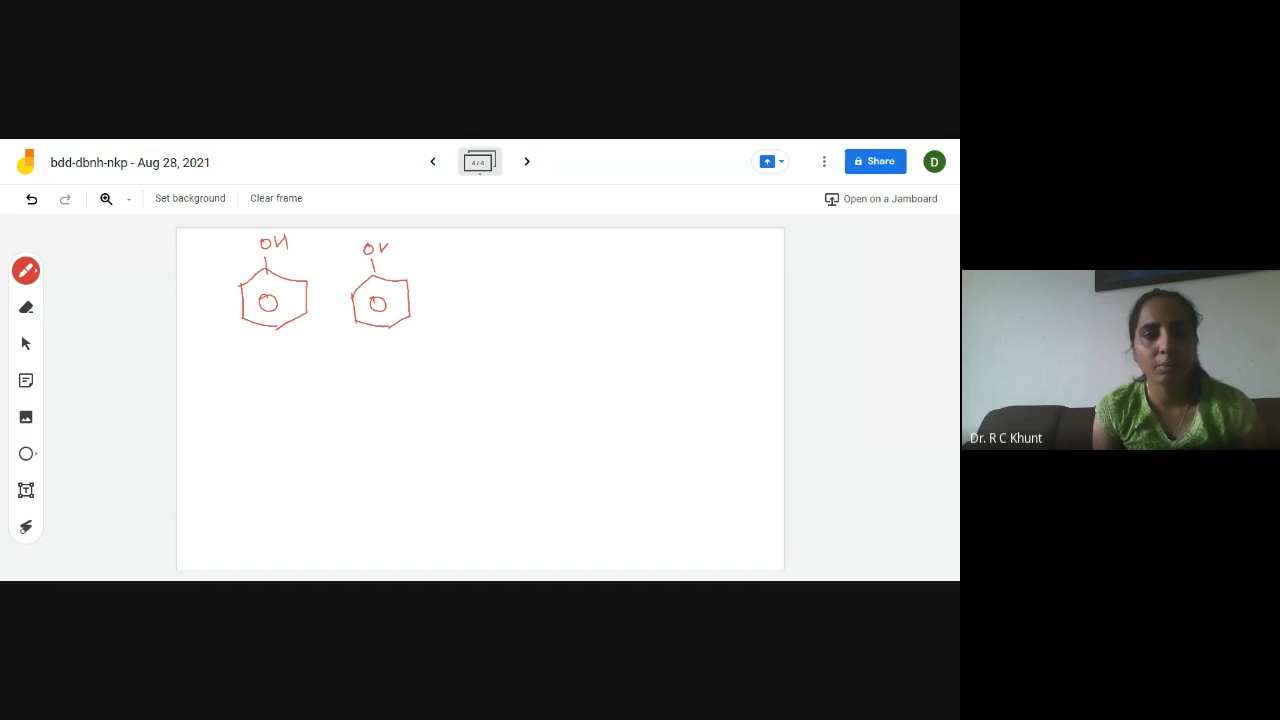 bdd-dbnh-nkp - Aug 28, 2021
4 / 4
Share
D
Set background
Clear frame
Open on a Jamboard
OH
OH
Dr. R C Khunt